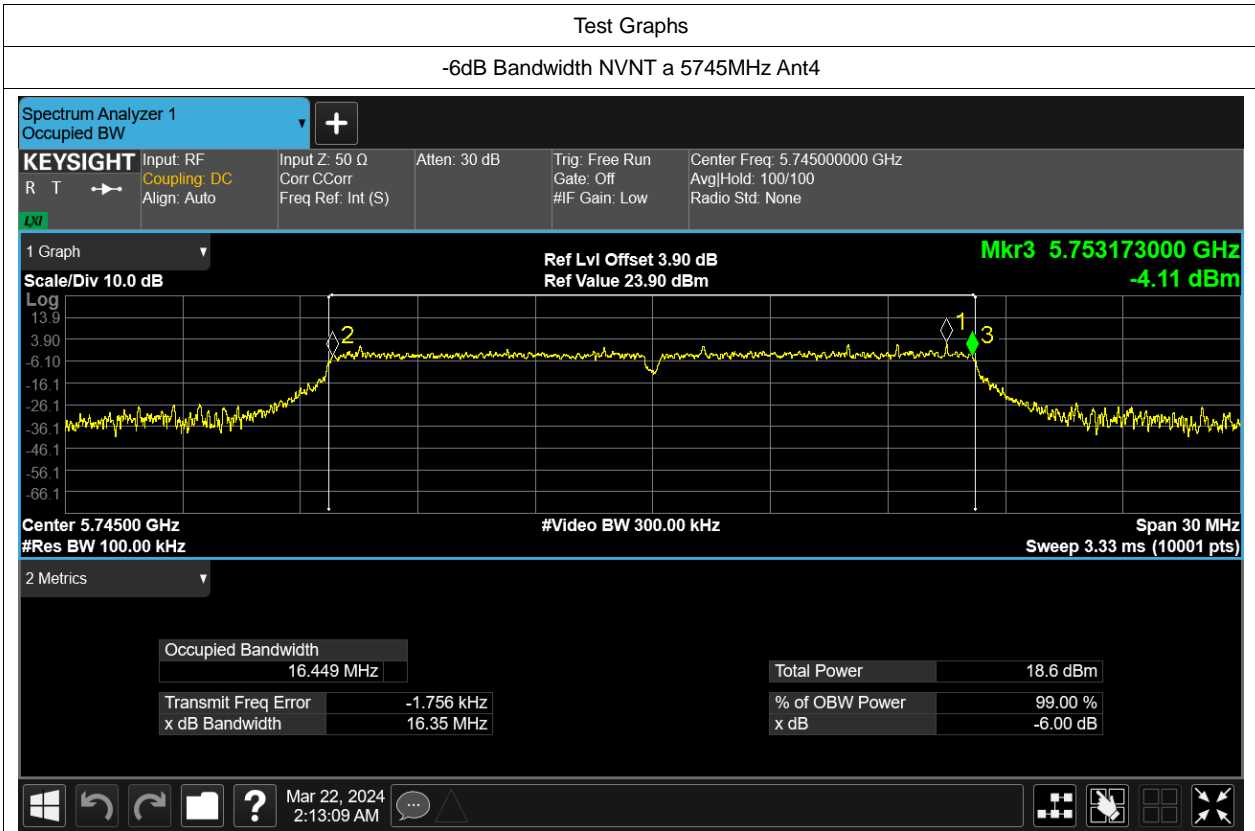 Test Graphs
-6dB Bandwidth NVNT a 5745MHz Ant4
Spectrum Analyzer 1
Occupied BW
+
KEYSIGHT Input: RF Input Z: 50 Ω Atten: 30 dB Trig: Free Run Center Freq: 5.745000000 GHz
R T Coupling: DC Corr CCorr Gate: Off Avg|Hold: 100/100
Align: Auto Freq Ref: Int (S) #IF Gain: Low Radio Std: None
LXI
1 Graph Ref Lvl Offset 3.90 dB Mkr3 5.753173000 GHz
Scale/Div 10.0 dB Ref Value 23.90 dBm -4.11 dBm
Log
13.9
3.90
-6.10
-16.1
-26.1
-36.1
-46.1
-56.1
-66.1
2 1 3
Center 5.74500 GHz #Video BW 300.00 kHz Span 30 MHz
#Res BW 100.00 kHz Sweep 3.33 ms (10001 pts)
2 Metrics
Occupied Bandwidth
16.449 MHz Total Power 18.6 dBm
Transmit Freq Error -1.756 kHz % of OBW Power 99.00 %
x dB Bandwidth 16.35 MHz x dB -6.00 dB
? Mar 22, 2024
2:13:09 AM